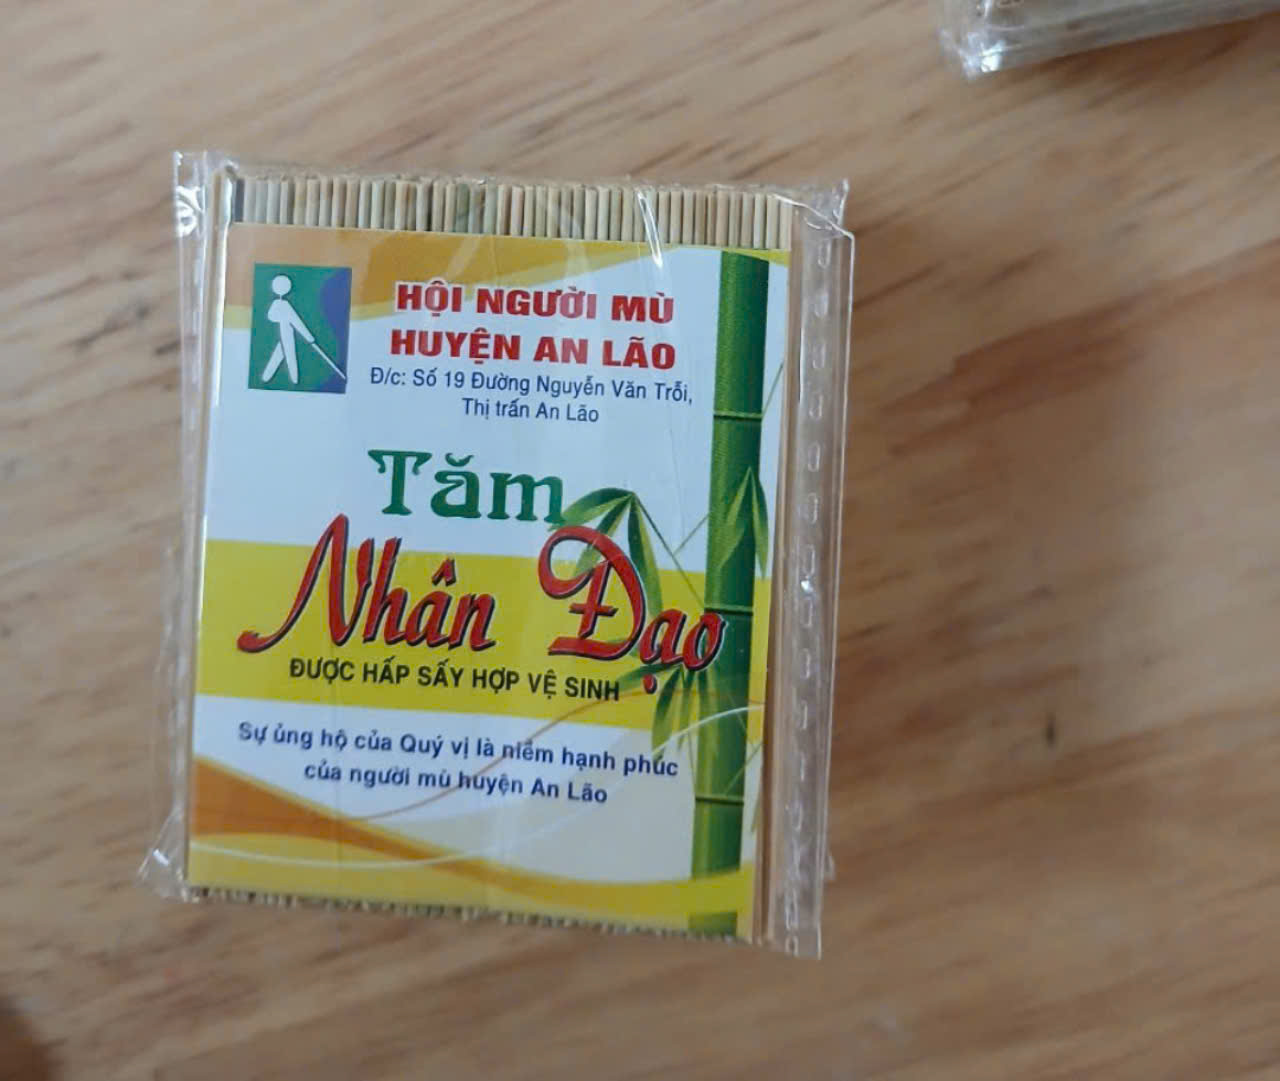 HỘI NGƯỜI MÙ
HUYỆN AN LÃO
Đ/c: Số 19 Đường Nguyễn Văn Trỗi,
Thị trấn An Lão
Tăm
Nhân Đạo
ĐƯỢC HẤP SẤY HỢP VỆ SINH
Sự ủng hộ của Quý vị là niềm hạnh phúc
của người mù huyện An Lão